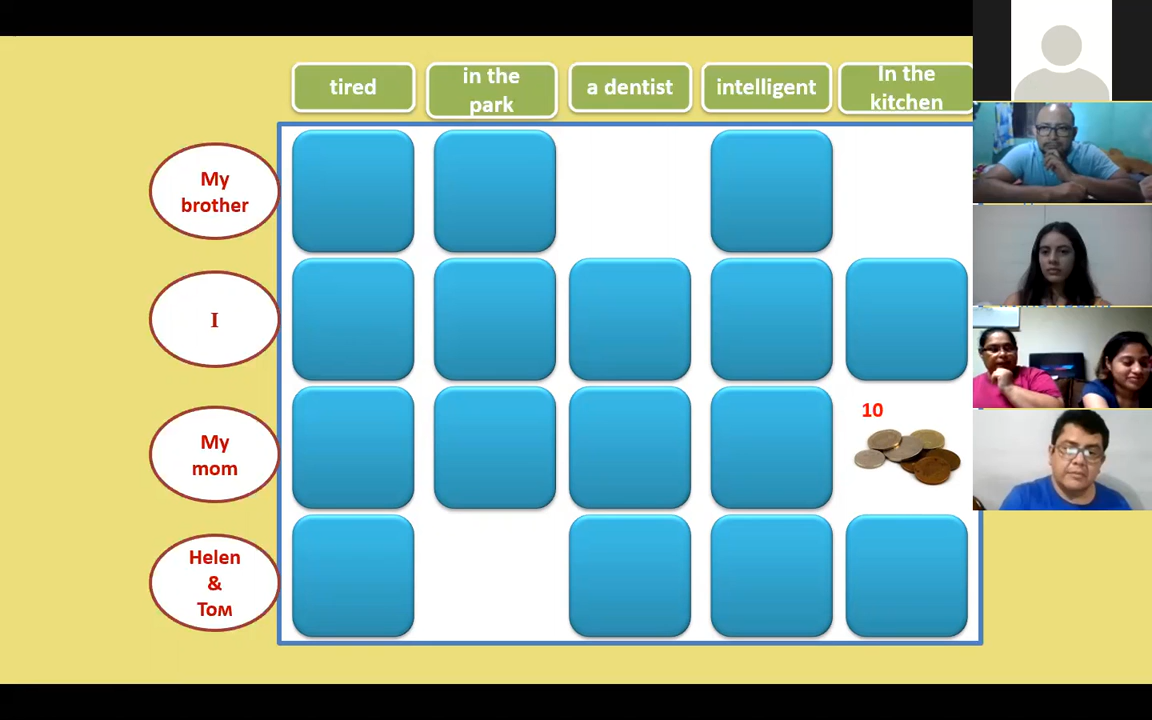 tired
in the
park
a dentist
intelligent
In the
kitchen
My
brother
I
My
mom
10
Helen
&
Tom